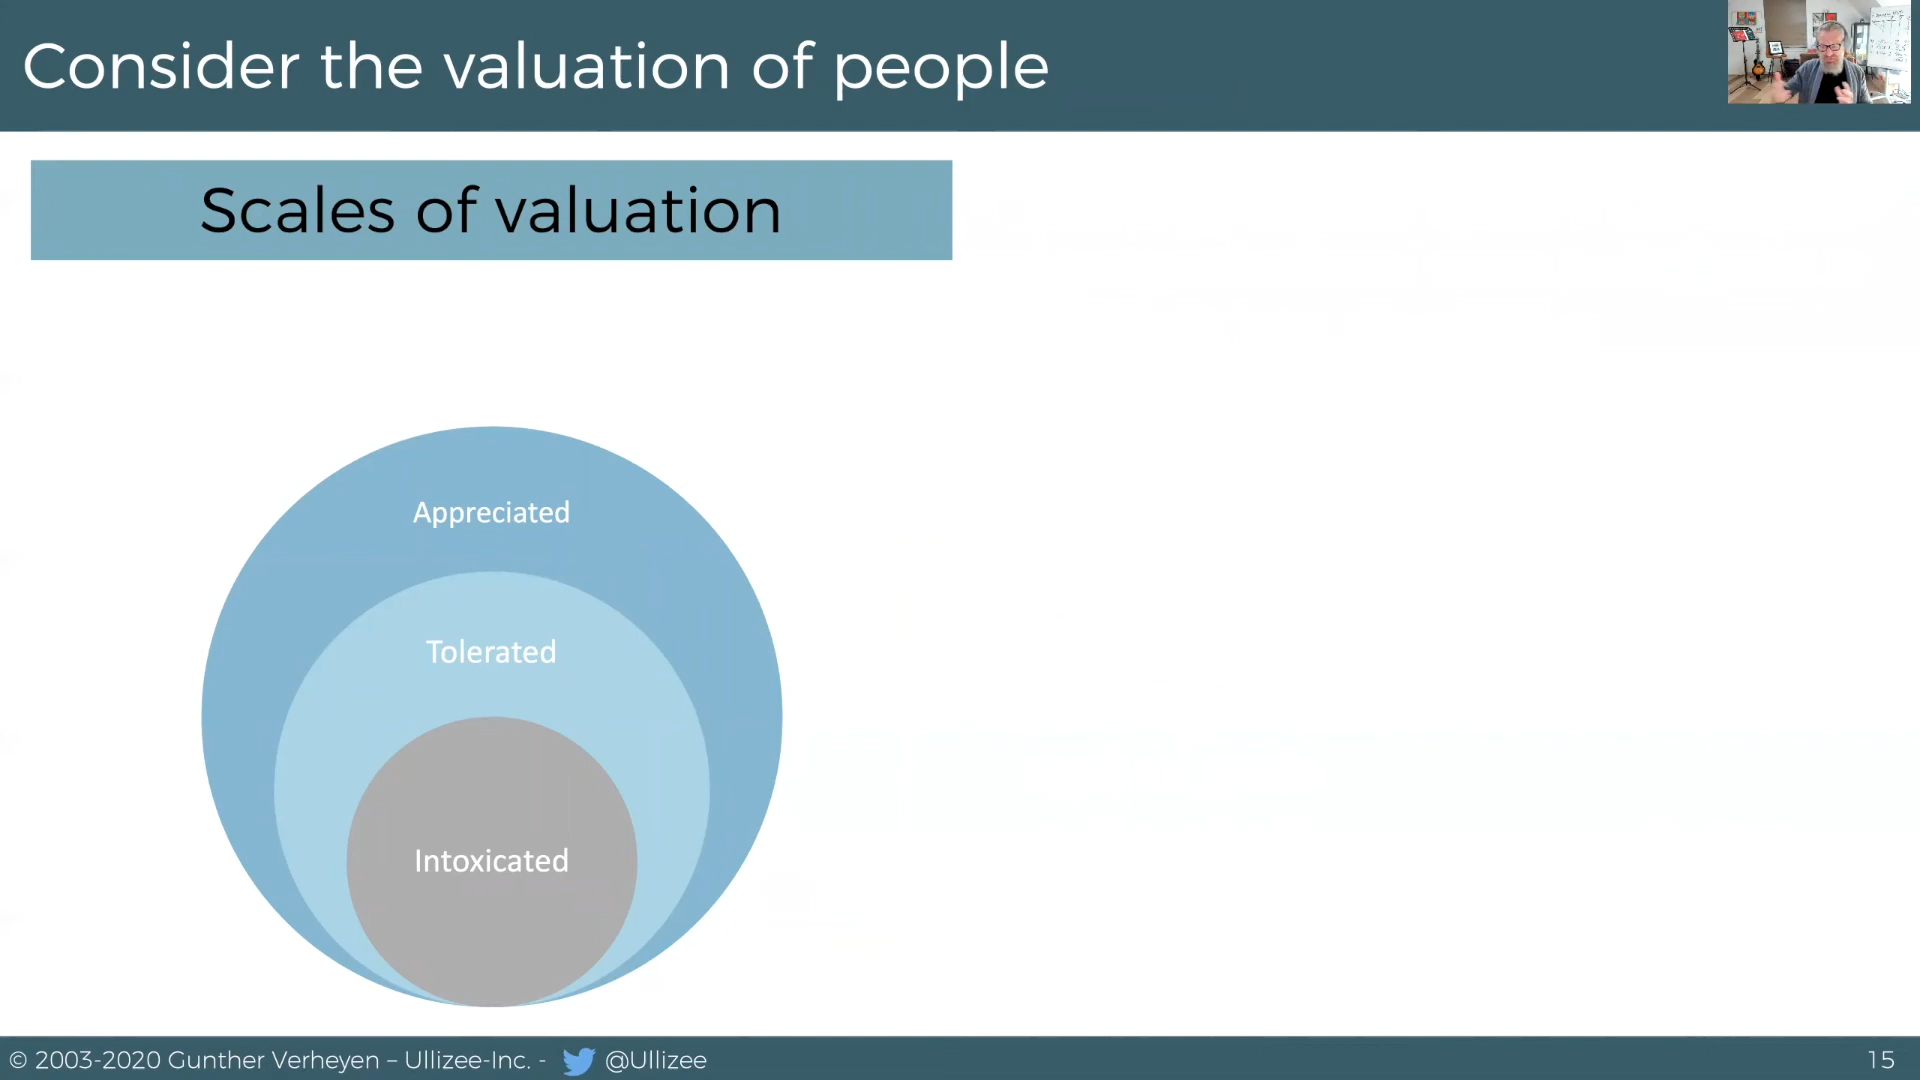 Consider the valuation of people
Scales of valuation
Appreciated
Tolerated
Intoxicated
© 2003-2020 Gunther Verheyen – Ullizee-Inc. - @Ullizee
15